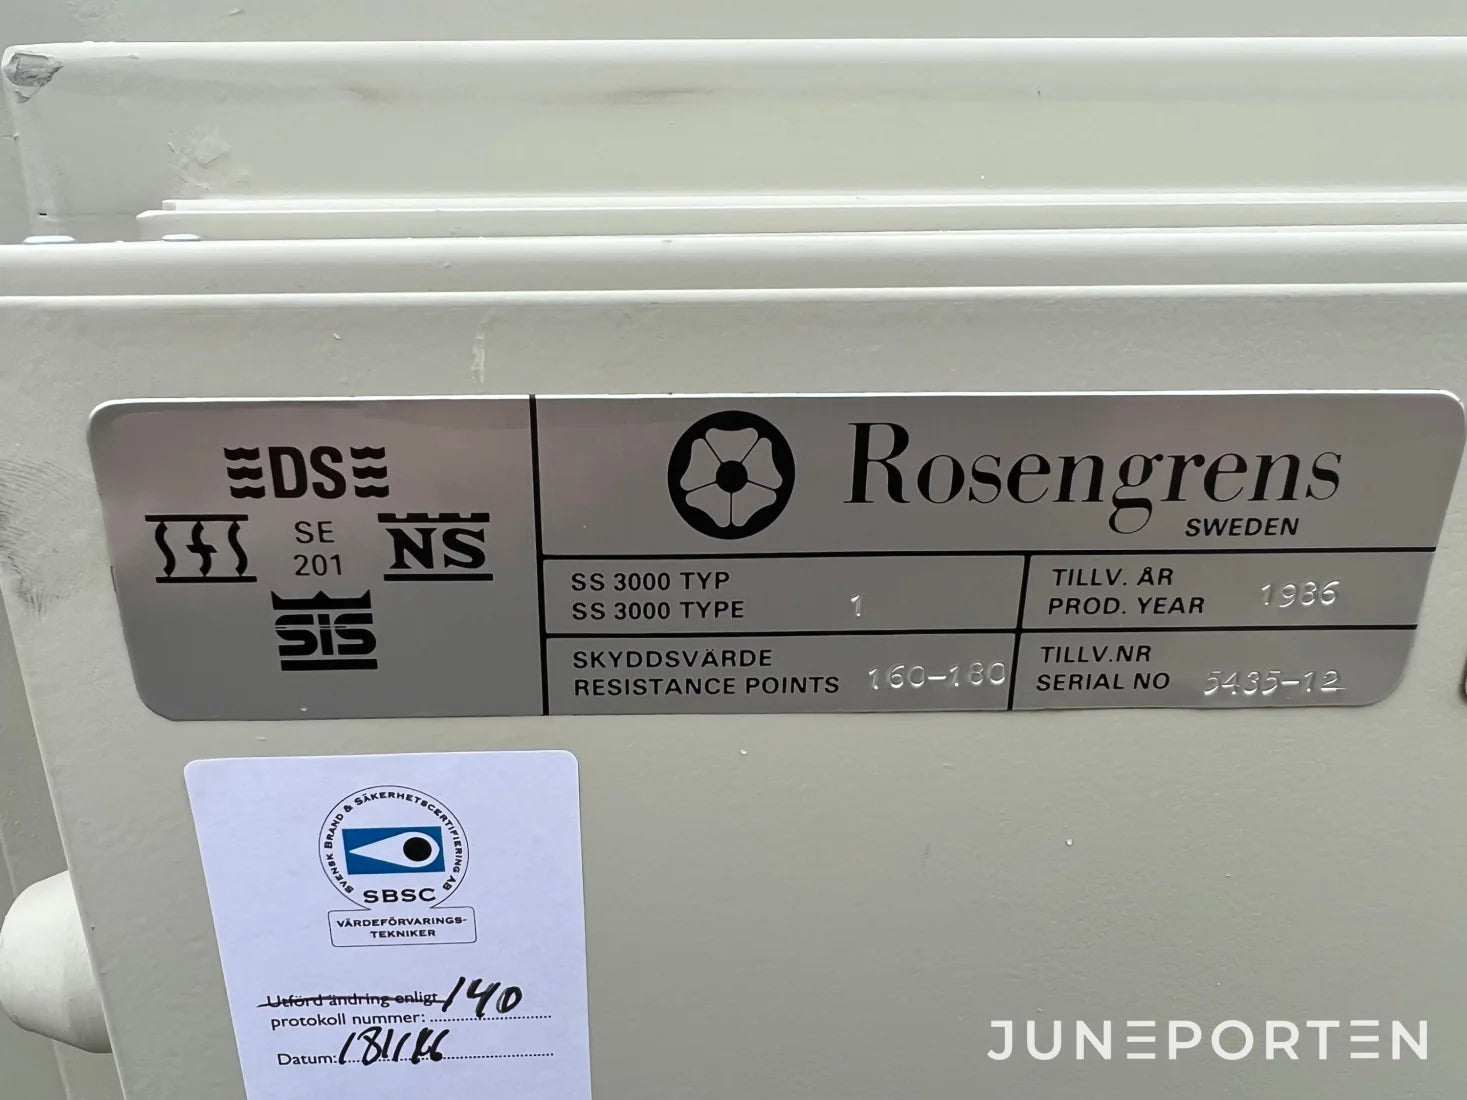 DS
SFS
SE
201
NS
SIS
Rosengrens
SWEDEN
SS 3000 TYP
SS 3000 TYPE 1
TILLV. ÅR
PROD. YEAR 1986
SKYDDSVÄRDE
RESISTANCE POINTS 160-180
TILLV.NR
SERIAL NO 5435-12
SVENSK BRAND & SÄKERHETSCERTIFIERING AB
SBSC
VÄRDEFÖRVARINGS-
TEKNIKER
Utförd ändring enligt 140
protokoll nummer:
Datum:
JUNEPORTEN